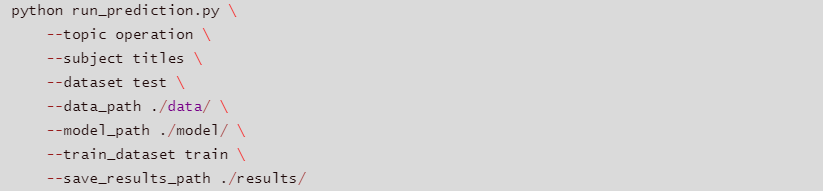 python run_prediction.py \
--topic operation \
--subject titles \
--dataset test \
--data_path ./data/ \
--model_path ./model/ \
--train_dataset train \
--save_results_path ./results/